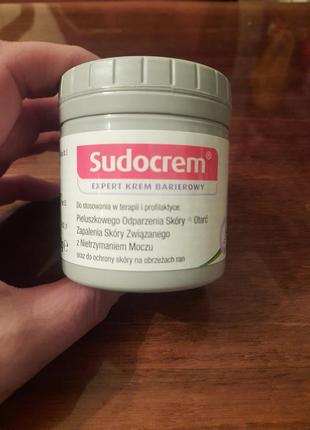 Sudocrem®
EXPERT KREM BARIEROWY
Do stosowania w terapii i profilaktyce:
Pieluszkowego Odparzenia Skóry • Otarć
Zapalenia Skóry Związanego
z Nietrzymaniem Moczu
oraz do ochrony skóry na obrzeżach ran